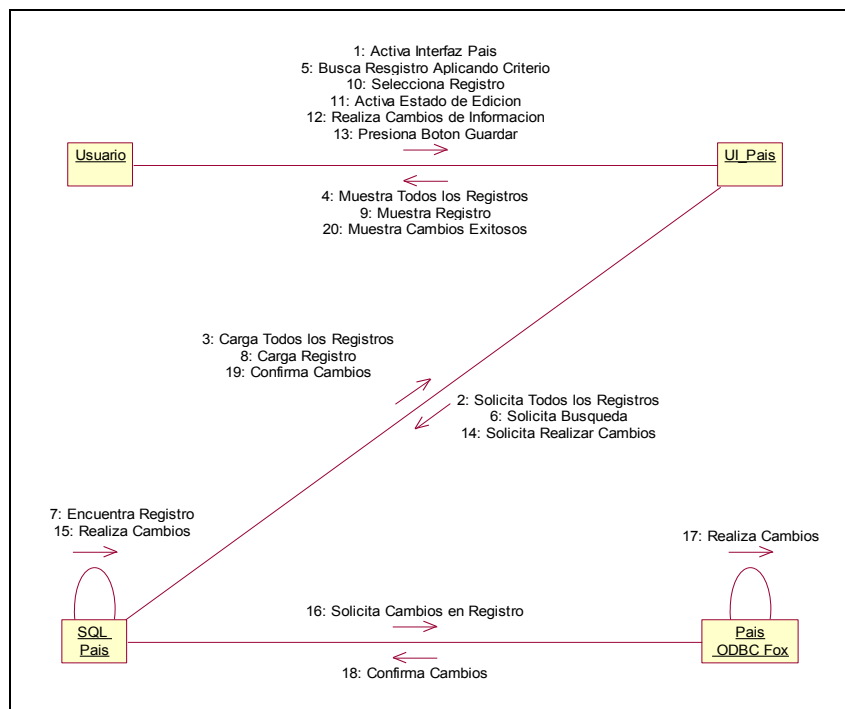 1: Activa Interfaz Pais
5: Busca Resgistro Aplicando Criterio
10: Selecciona Registro
11: Activa Estado de Edicion
12: Realiza Cambios de Informacion
13: Presiona Boton Guardar
Usuario
UI_Pais
4: Muestra Todos los Registros
9: Muestra Registro
20: Muestra Cambios Exitosos
3: Carga Todos los Registros
8: Carga Registro
19: Confirma Cambios
2: Solicita Todos los Registros
6: Solicita Busqueda
14: Solicita Realizar Cambios
7: Encuentra Registro
15: Realiza Cambios
17: Realiza Cambios
SQL_
Pais
16: Solicita Cambios en Registro
Pais
_ODBC Fox
18: Confirma Cambios